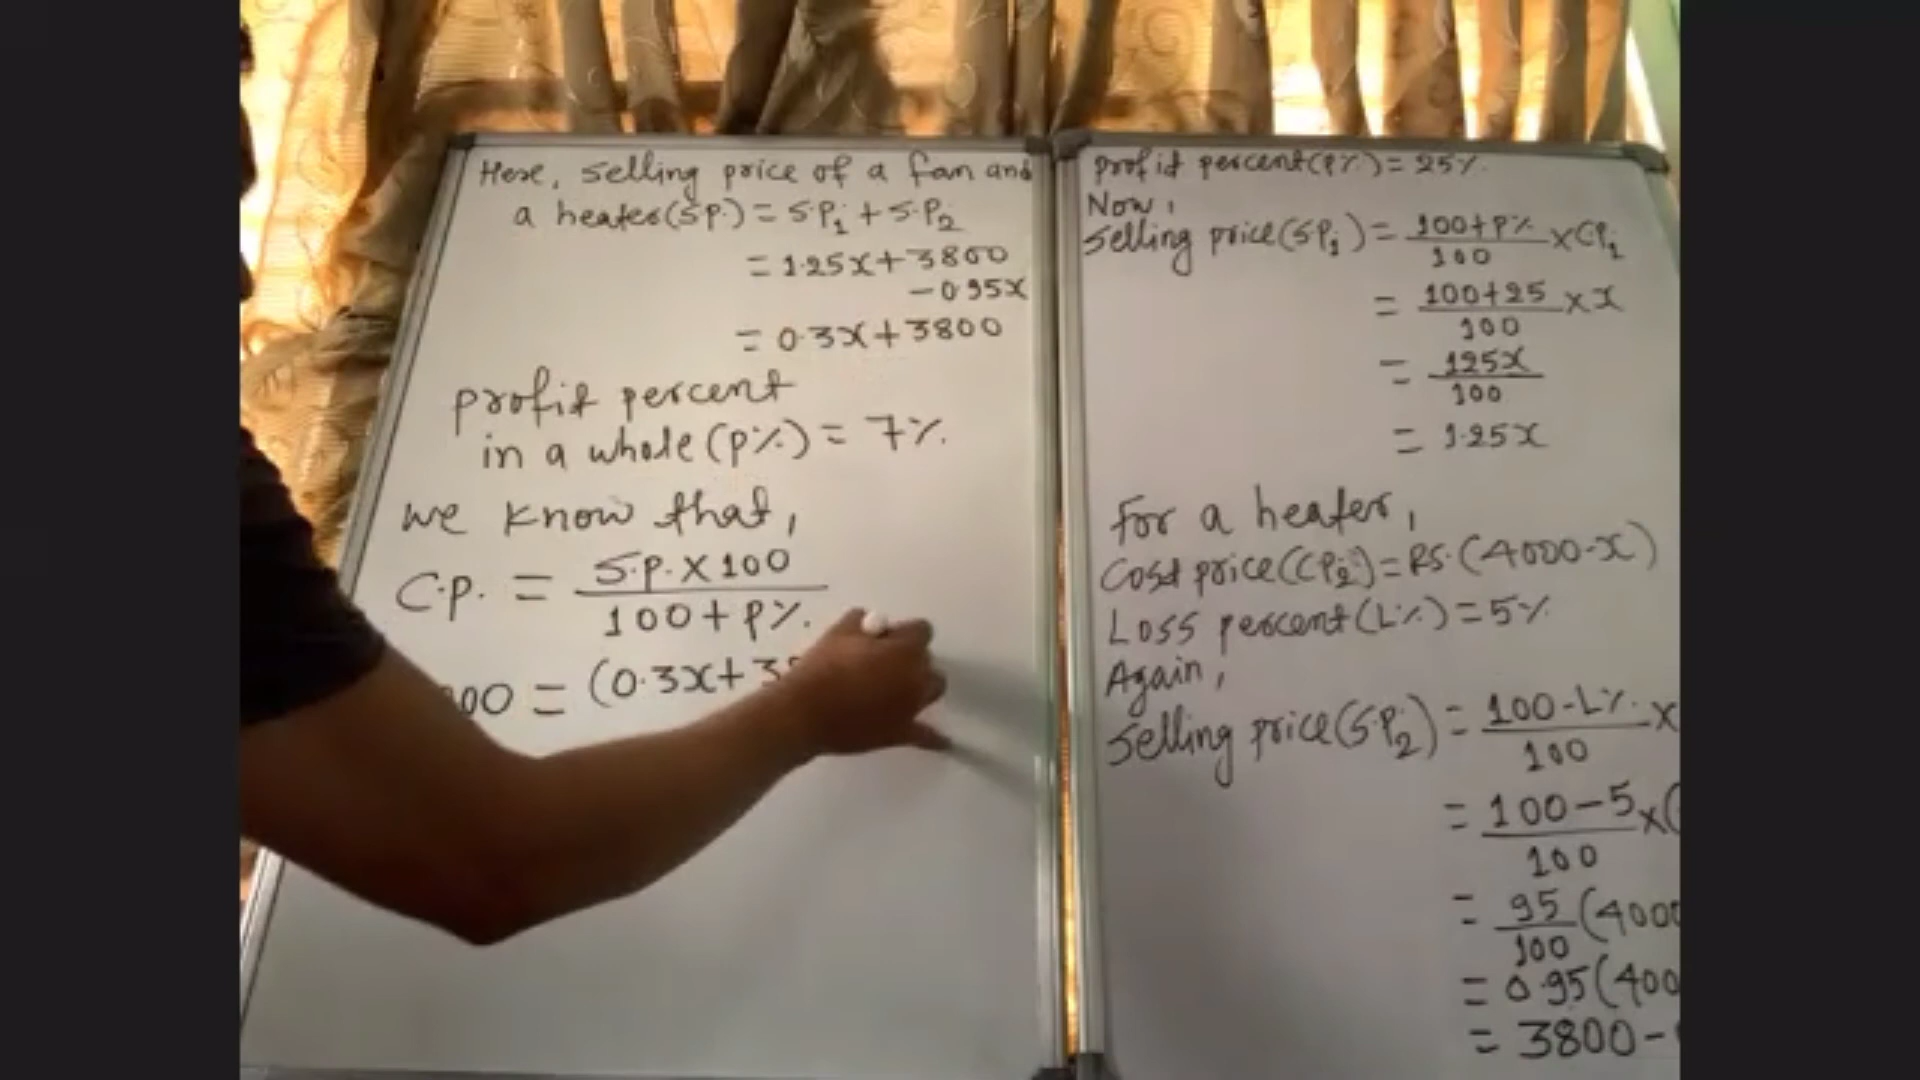 Here, selling price of a fan and
a heater(S.P.) = S.P₁ + S.P₂
= 1.25x + 3800
- 0.95x
= 0.3x + 3800
profit percent
in a whole (p%) = 7%.
we know that,
C.p. = S.P. × 100
100 + p%.
00 = (0.3x + 3
profit percent(p%) = 25%.
Now,
Selling price(S.P₁) = 100+p% × C.P₁
100
= 100+25 × x
100
= 125x
100
= 1.25x
For a heater,
Cost price(C.P₂) = RS. (4000-x)
Loss percent(L%) = 5%.
Again,
Selling price(S.P₂) = 100-L% ×
100
= 100-5 × (
100
= 95 (4000
100
= 0.95(400
= 3800-